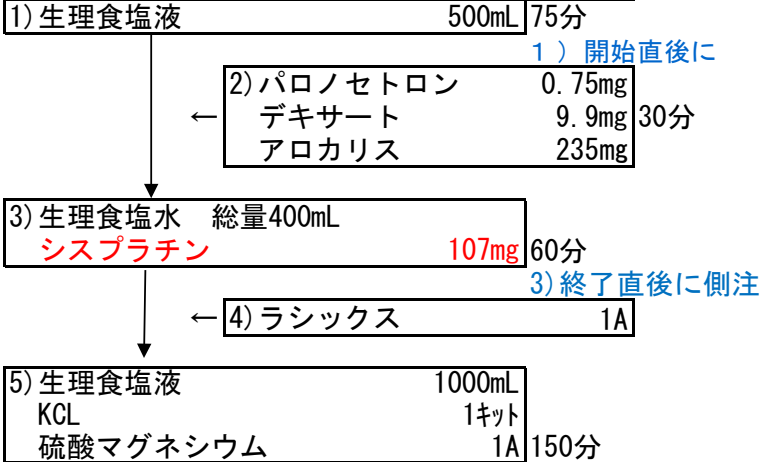 1)生理食塩液 500mL 75分
1 ) 開始直後に
2)パロノセトロン 0.75mg
← デキサート 9.9mg 30分
アロカリス 235mg
3)生理食塩水 総量400mL
シスプラチン 107mg 60分
3)終了直後に側注
← 4)ラシックス 1A
5)生理食塩液 1000mL
KCL 1キット
硫酸マグネシウム 1A 150分